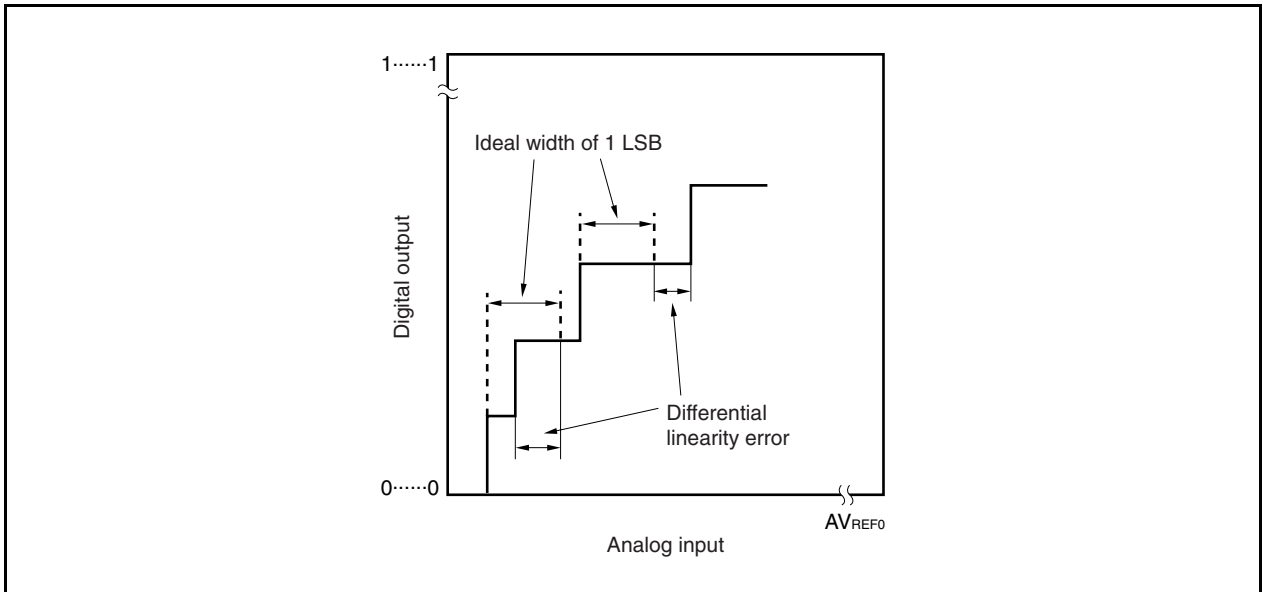 1······1
Ideal width of 1 LSB
Digital output
Differential
linearity error
0······0
AVREF0
Analog input